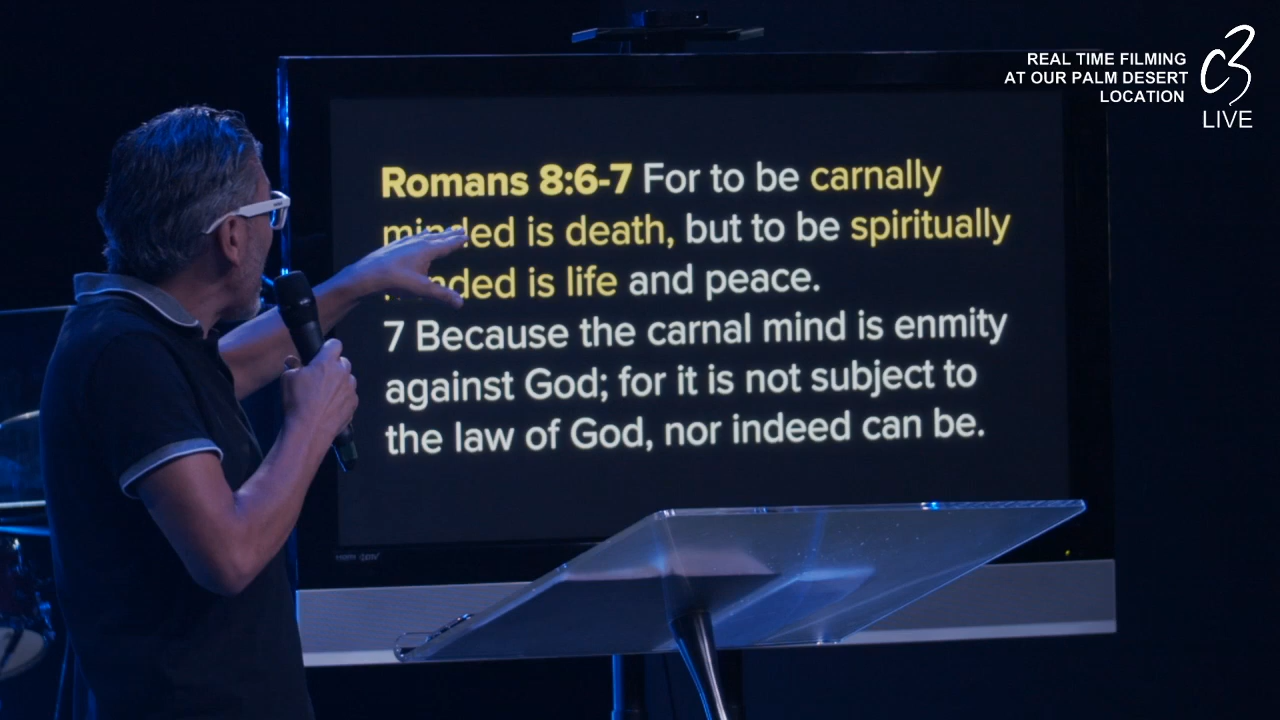 REAL TIME FILMING
AT OUR PALM DESERT
LOCATION
C3
LIVE
Romans 8:6-7 For to be carnally
minded is death, but to be spiritually
minded is life and peace.
7 Because the carnal mind is enmity
against God; for it is not subject to
the law of God, nor indeed can be.